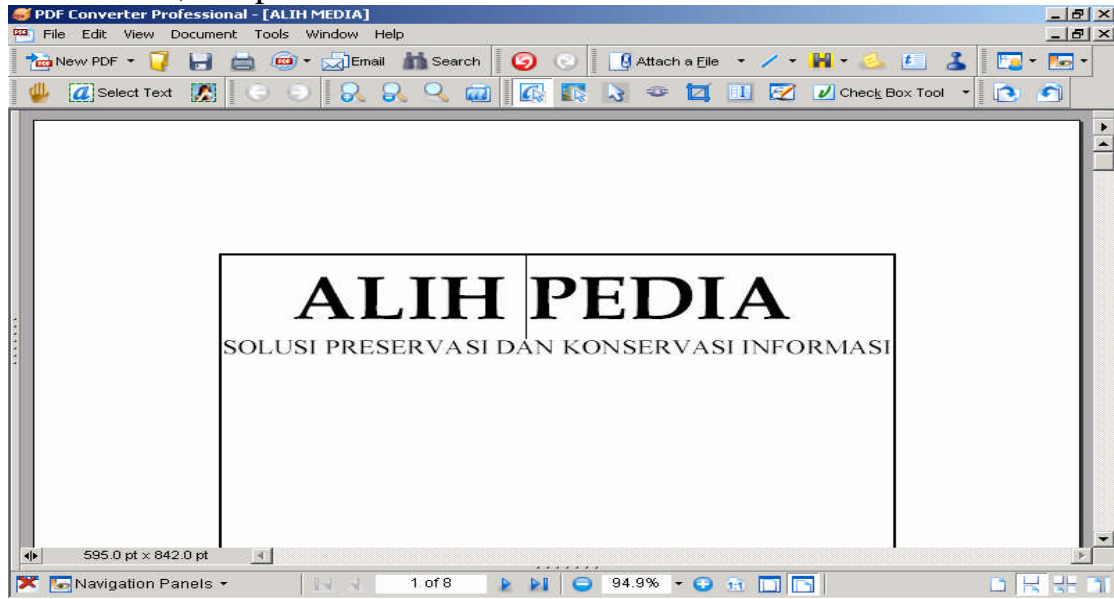 PDF Converter Professional - [ALIH MEDIA]
File Edit View Document Tools Window Help
New PDF Email Search Attach a File
Select Text Check Box Tool
ALIH PEDIA
SOLUSI PRESERVASI DAN KONSERVASI INFORMASI
595.0 pt x 842.0 pt
Navigation Panels 1 of 8 94.9%